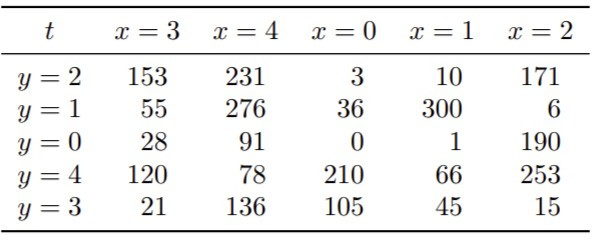 t x = 3 x = 4 x = 0 x = 1 x = 2
y = 2 153 231 3 10 171
y = 1 55 276 36 300 6
y = 0 28 91 0 1 190
y = 4 120 78 210 66 253
y = 3 21 136 105 45 15